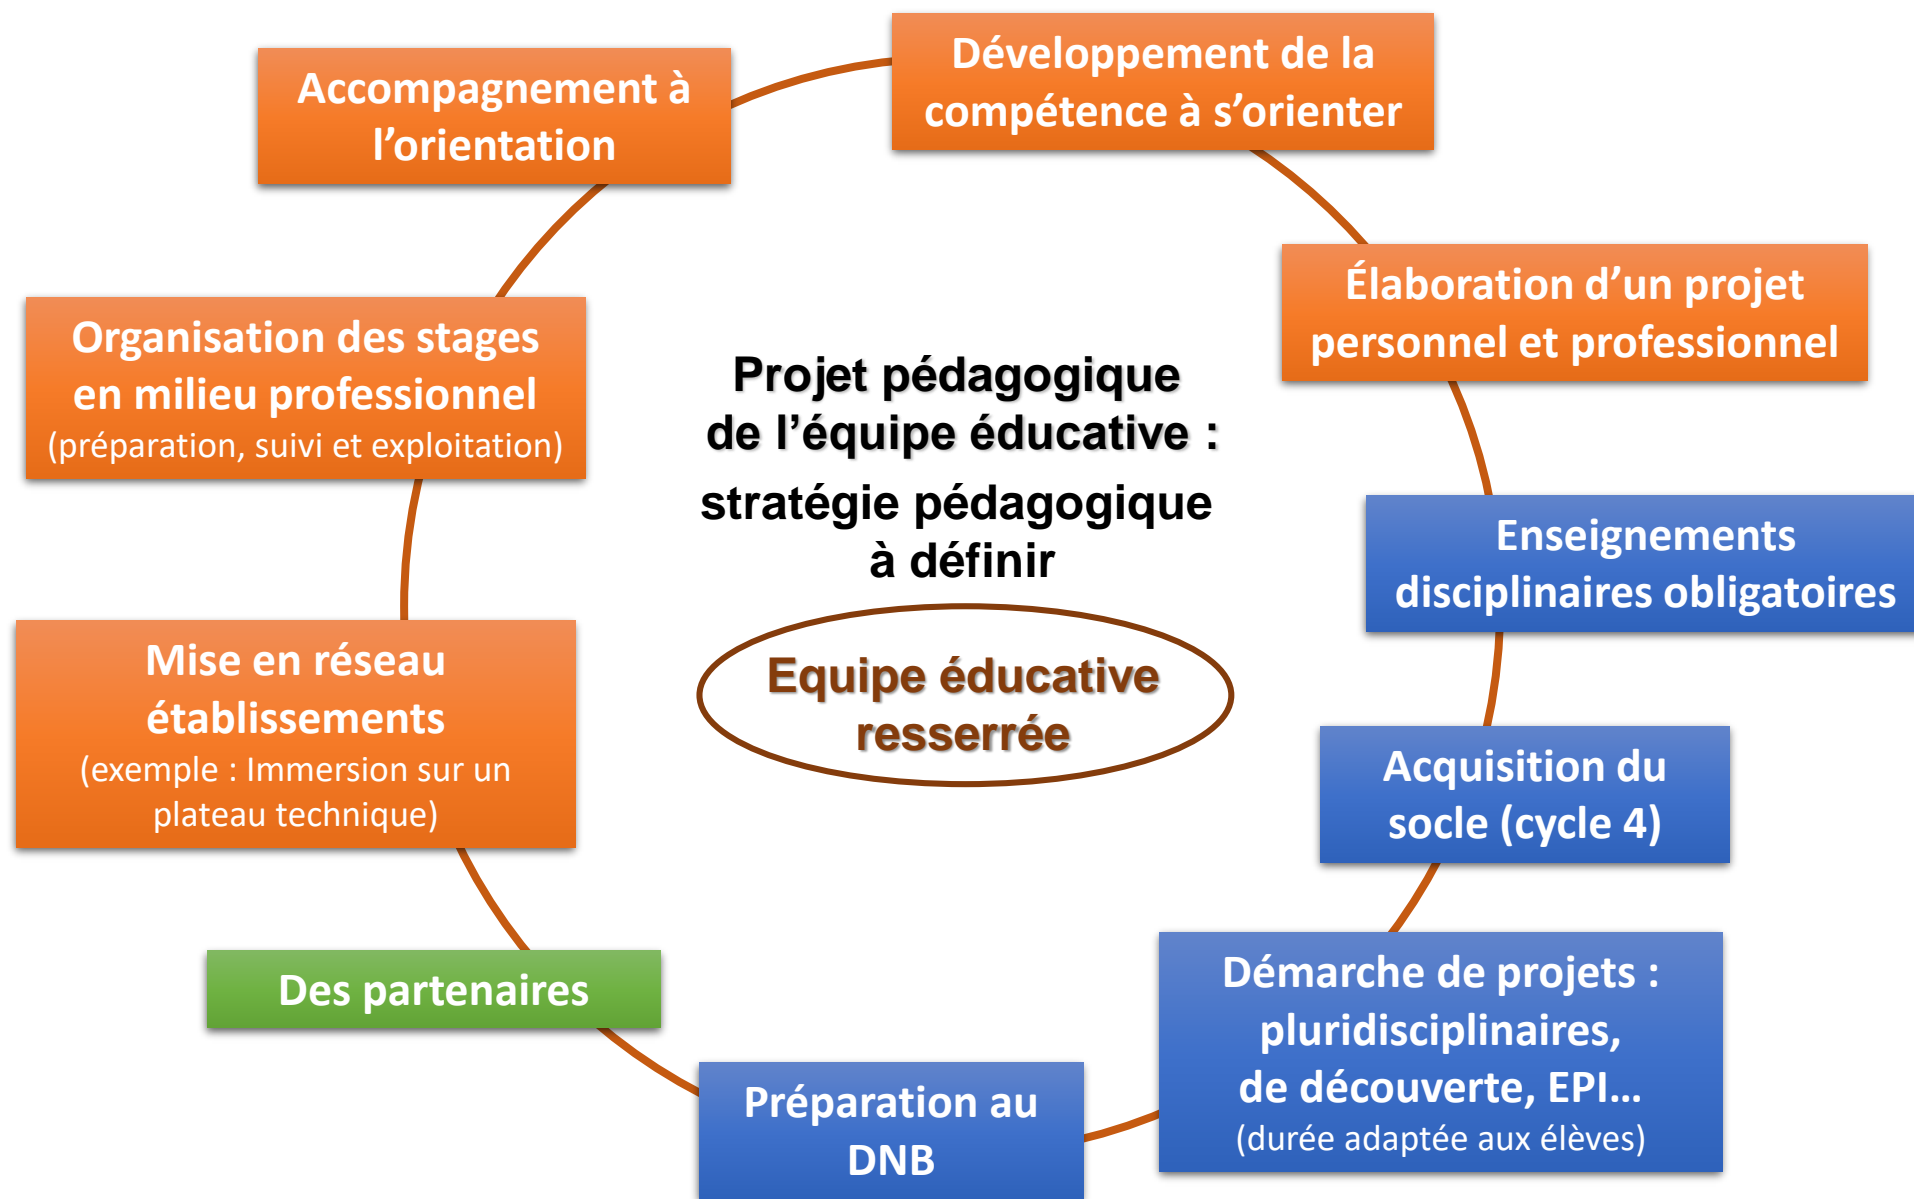 Accompagnement à
l’orientation
Développement de la
compétence à s’orienter
Élaboration d’un projet
personnel et professionnel
Organisation des stages
en milieu professionnel
(préparation, suivi et exploitation)
Projet pédagogique
de l’équipe éducative :
stratégie pédagogique
à définir
Equipe éducative
resserrée
Enseignements
disciplinaires obligatoires
Mise en réseau
établissements
(exemple : Immersion sur un
plateau technique)
Acquisition du
socle (cycle 4)
Des partenaires
Démarche de projets :
pluridisciplinaires,
de découverte, EPI...
(durée adaptée aux élèves)
Préparation au
DNB